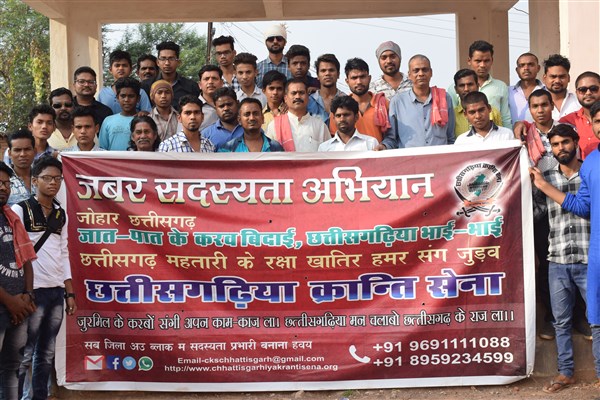 जबर सदस्यता अभियान
जोहार छत्तीसगढ़
जात-पात के करव बिदाई, छत्तीसगढ़िया भाई-भाई
छत्तीसगढ़ महतारी के रक्षा खातिर हमर संग जुड़व
छत्तीसगढ़िया क्रान्ति सेना
जुरमिल के करबों संगी अपन काम-काज ला। छत्तीसगढ़िया मन चलाबो छत्तीसगढ़ के राज ला।।
सब जिला अउ ब्लाक म सदस्यता प्रभारी बनाना हवय
Email-ckschhattisgarh@gmail.com
http://www.chhattisgarhiyakrantisena.org
+91 9691111088
+91 8959234599